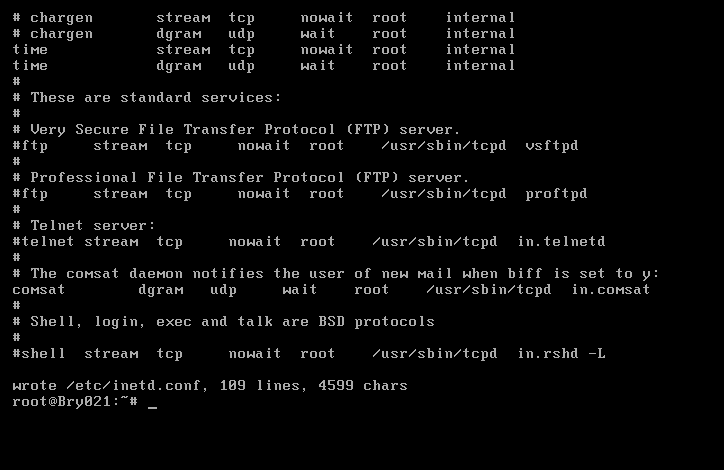 # chargen        stream  tcp     nowait  root    internal
# chargen        dgram   udp     wait    root    internal
time            stream  tcp     nowait  root    internal
time            dgram   udp     wait    root    internal
#
# These are standard services:
#
# Very Secure File Transfer Protocol (FTP) server.
#ftp     stream  tcp     nowait  root    /usr/sbin/tcpd  vsftpd
#
# Professional File Transfer Protocol (FTP) server.
#ftp     stream  tcp     nowait  root    /usr/sbin/tcpd  proftpd
#
# Telnet server:
#telnet stream  tcp     nowait  root    /usr/sbin/tcpd  in.telnetd
#
# The comsat daemon notifies the user of new mail when biff is set to y:
comsat        dgram   udp     wait    root    /usr/sbin/tcpd  in.comsat
#
# Shell, login, exec and talk are BSD protocols
#
#shell  stream  tcp     nowait  root    /usr/sbin/tcpd  in.rshd -L

wrote /etc/inetd.conf, 109 lines, 4599 chars
root@Bry021:~# _